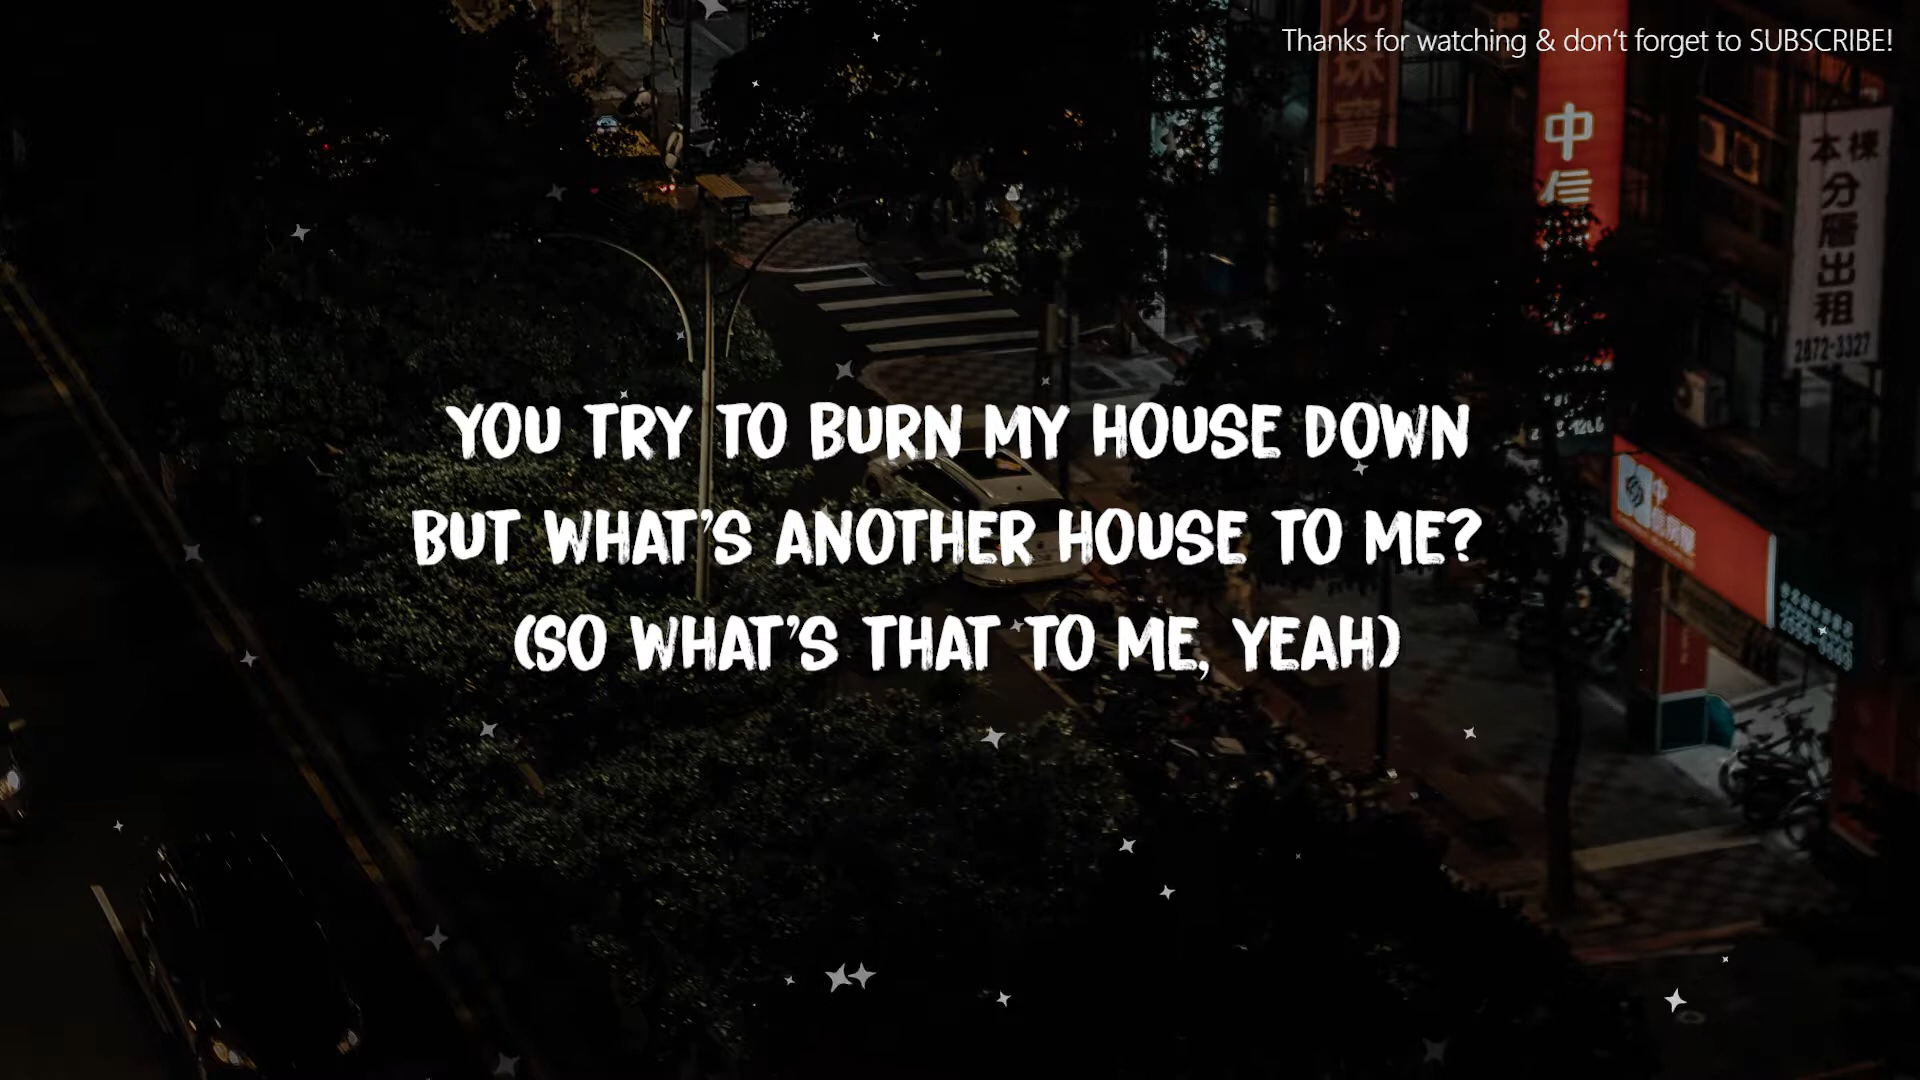 Thanks for watching & don't forget to SUBSCRIBE!
中信
本棟
分層出租
2872-3327
YOU TRY TO BURN MY HOUSE DOWN
BUT WHAT'S ANOTHER HOUSE TO ME?
(SO WHAT'S THAT TO ME, YEAH)